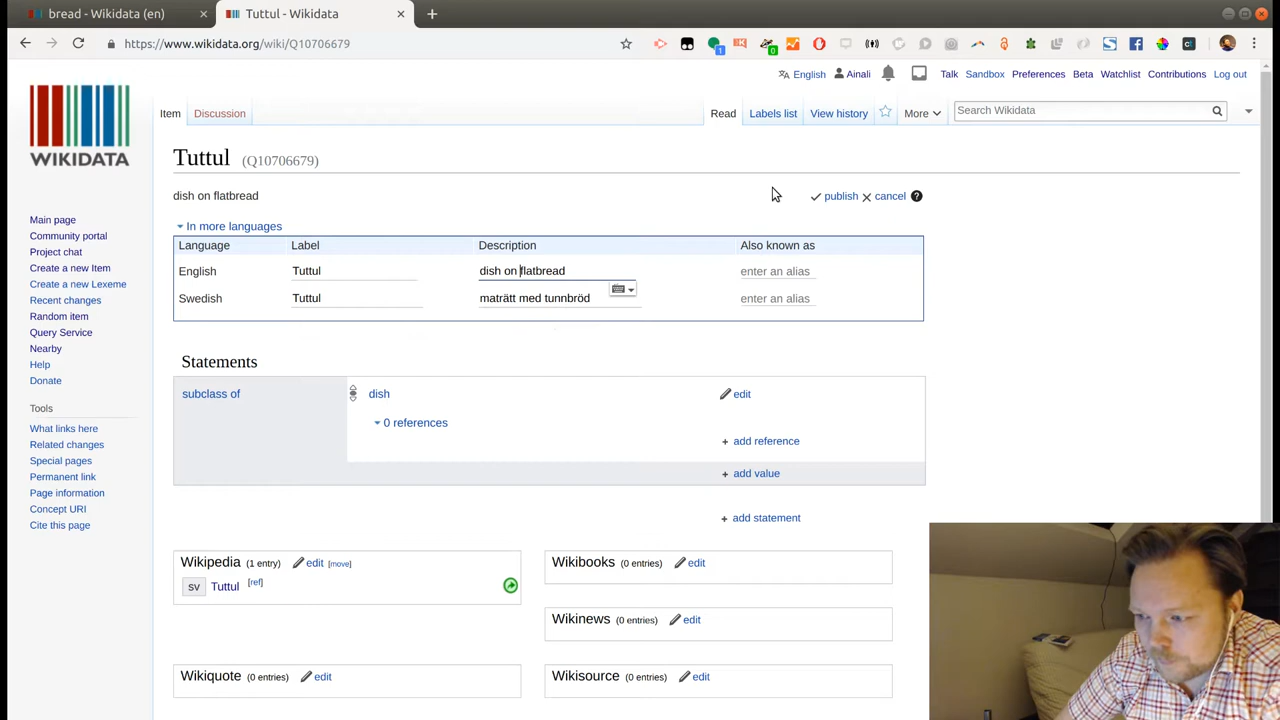 bread - Wikidata (en)
Tuttul - Wikidata
https://www.wikidata.org/wiki/Q10706679
1
0
English
Ainali
Talk
Sandbox
Preferences
Beta
Watchlist
Contributions
Log out
WIKIDATA
Item
Discussion
Read
Labels list
View history
More
Search Wikidata
Tuttul (Q10706679)
dish on flatbread
publish
cancel
?
In more languages
Language Label Description Also known as
English Tuttul dish on flatbread enter an alias
Swedish Tuttul maträtt med tunnbröd enter an alias
Main page
Community portal
Project chat
Create a new Item
Create a new Lexeme
Recent changes
Random item
Query Service
Nearby
Help
Donate
Tools
What links here
Related changes
Special pages
Permanent link
Page information
Concept URI
Cite this page
Statements
subclass of
dish
edit
0 references
+ add reference
+ add value
+ add statement
Wikipedia (1 entry) edit [move]
sv Tuttul [ref]
Wikibooks (0 entries) edit
Wikinews (0 entries) edit
Wikiquote (0 entries) edit
Wikisource (0 entries) edit